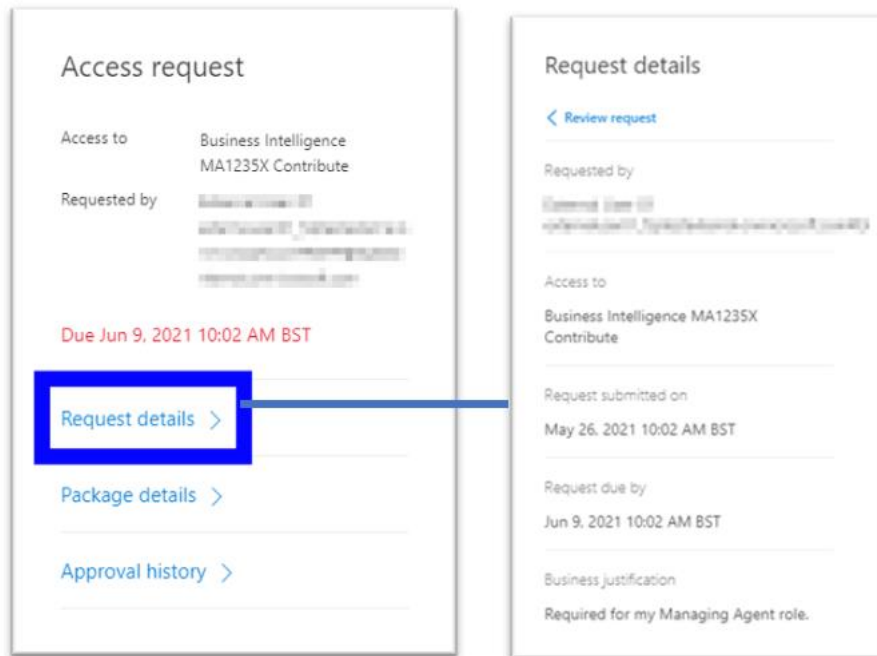 Access request
Access to
Business Intelligence
MA1235X Contribute
Requested by
Due Jun 9, 2021 10:02 AM BST
Request details
Package details
Approval history
Request details
Review request
Requested by
Access to
Business Intelligence MA1235X
Contribute
Request submitted on
May 26, 2021 10:02 AM BST
Request due by
Jun 9, 2021 10:02 AM BST
Business justification
Required for my Managing Agent role.